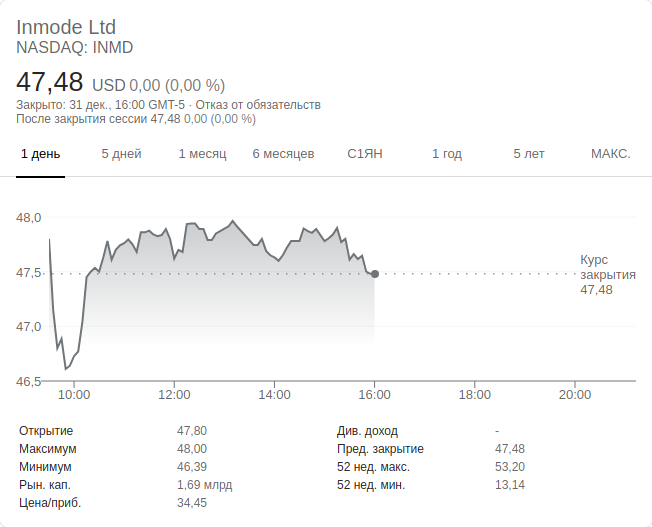 Inmode Ltd
NASDAQ: INMD
47,48 USD 0,00 (0,00 %)
Закрыто: 31 дек., 16:00 GMT-5 · Отказ от обязательств
После закрытия сессии 47,48 0,00 (0,00 %)
1 день 5 дней 1 месяц 6 месяцев С1ЯН 1 год 5 лет МАКС.
48,0
47,5
47,0
46,5
Курс
закрытия
47,48
10:00 12:00 14:00 16:00 18:00 20:00
Открытие 47,80 Див. доход -
Максимум 48,00 Пред. закрытие 47,48
Минимум 46,39 52 нед. макс. 53,20
Рын. кап. 1,69 млрд 52 нед. мин. 13,14
Цена/приб. 34,45